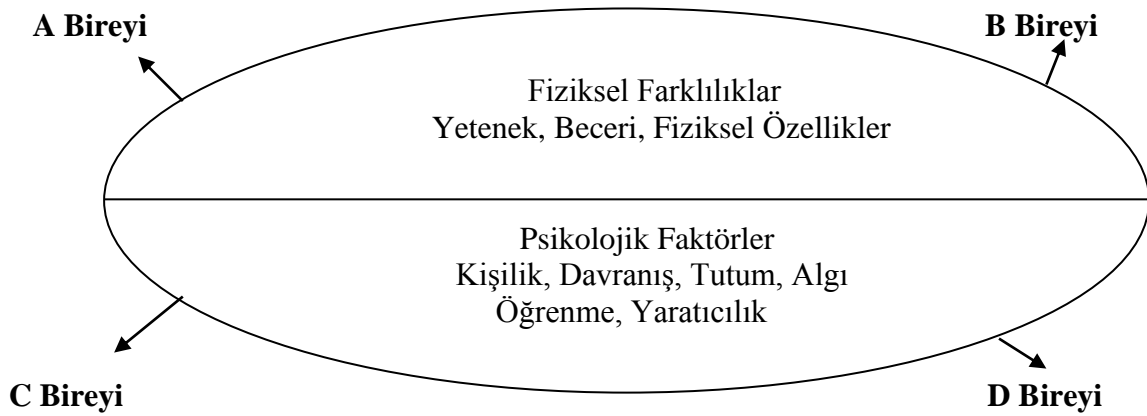 A Bireyi
B Bireyi
Fiziksel Farklılıklar
Yetenek, Beceri, Fiziksel Özellikler
Psikolojik Faktörler
Kişilik, Davranış, Tutum, Algı
Öğrenme, Yaratıcılık
C Bireyi
D Bireyi